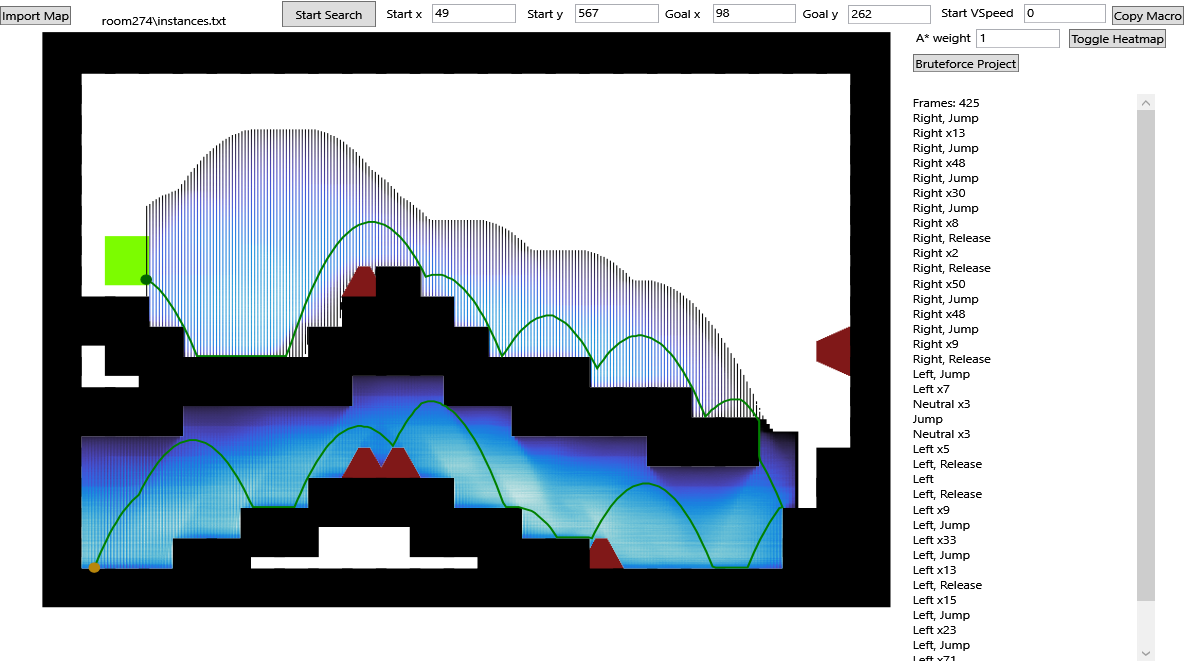 Import Map
room274\instances.txt
Start Search
Start x 49
Start y 567
Goal x 98
Goal y 262
Start VSpeed 0
Copy Macro
A* weight 1
Toggle Heatmap
Bruteforce Project
Frames: 425
Right, Jump
Right x13
Right, Jump
Right x48
Right, Jump
Right x30
Right, Jump
Right x8
Right, Release
Right x2
Right, Release
Right x50
Right, Jump
Right x48
Right, Jump
Right x9
Right, Release
Left, Jump
Left x7
Neutral x3
Jump
Neutral x3
Left x5
Left, Release
Left
Left, Release
Left x9
Left, Jump
Left x33
Left, Jump
Left x13
Left, Release
Left x15
Left, Jump
Left x23
Left, Jump
Left x71